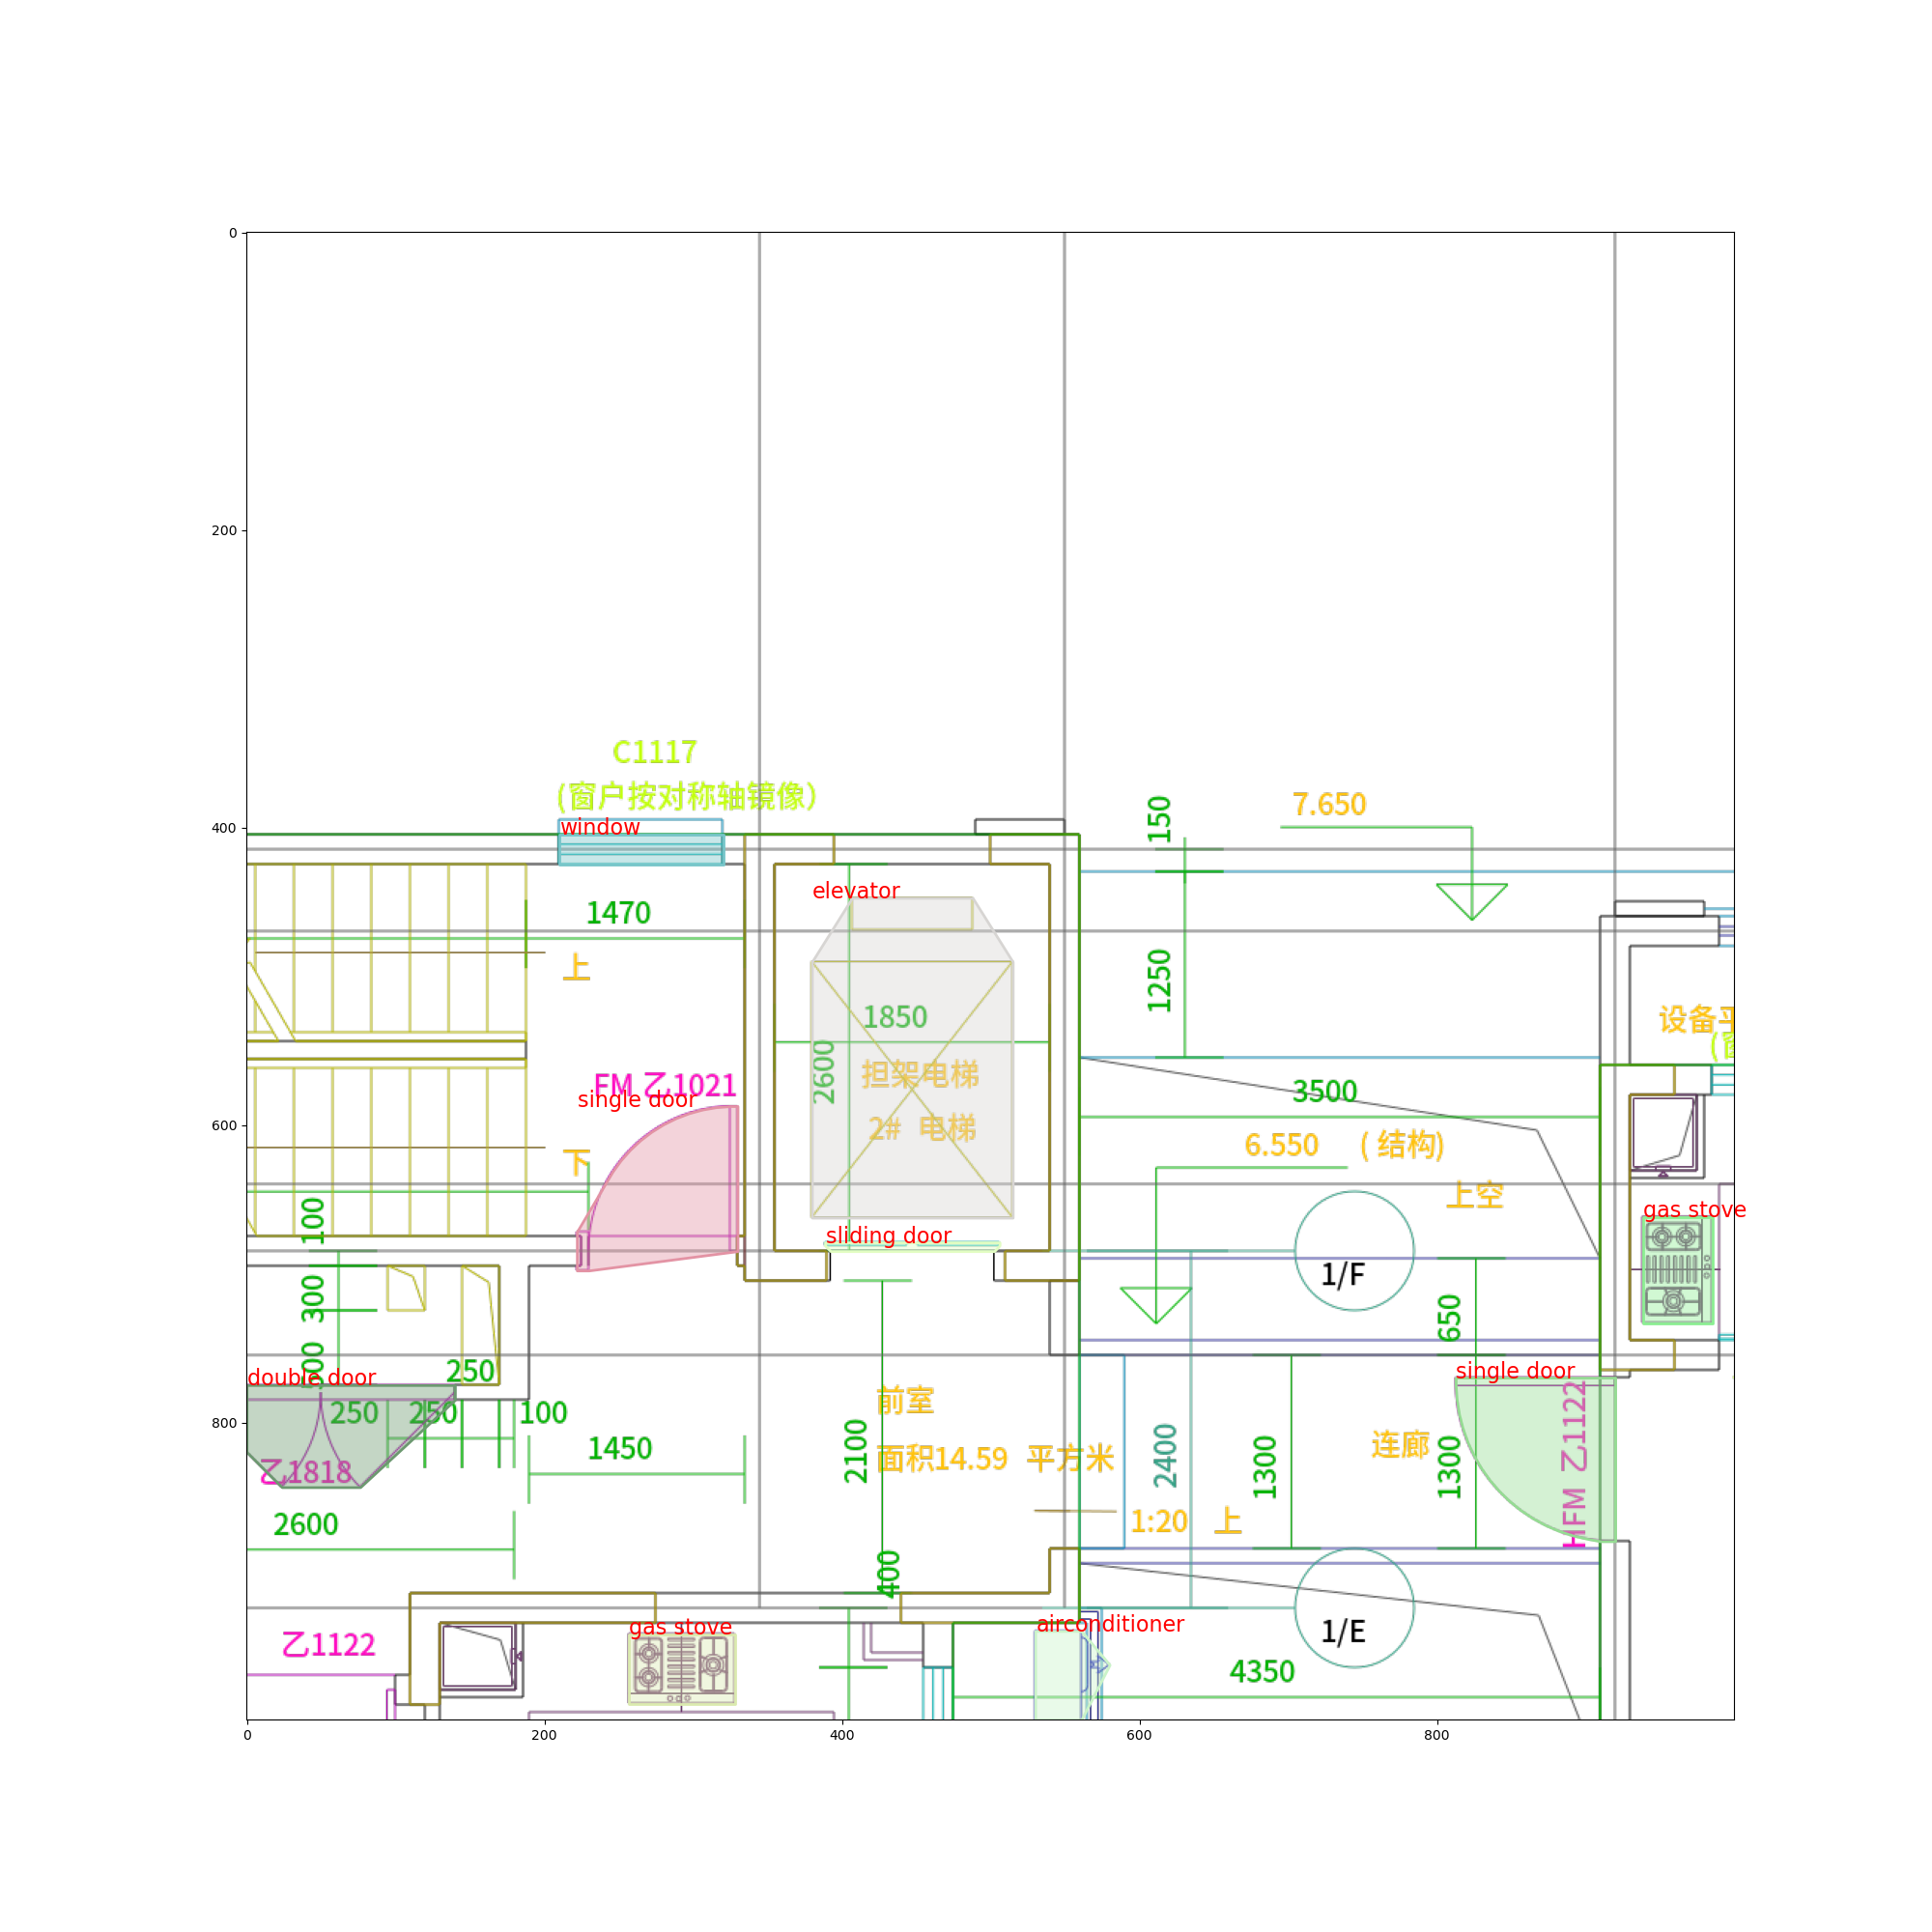 0
200
400
600
800
0
200
400
600
800
C1117
(窗户按对称轴镜像)
window
7.650
150
elevator
1470
上
1250
1850
2600
担架电梯
2# 电梯
FM 乙1021
single door
下
3500
6.550 (结构)
上空
设备平
(窗
gas stove
sliding door
100
300
1/F
650
double door
250
250
250
100
乙1818
1450
2600
前室
面积14.59 平方米
2100
400
2400
1300
1300
连廊
single door
HFM 乙1122
1:20 上
乙1122
gas stove
airconditioner
1/E
4350